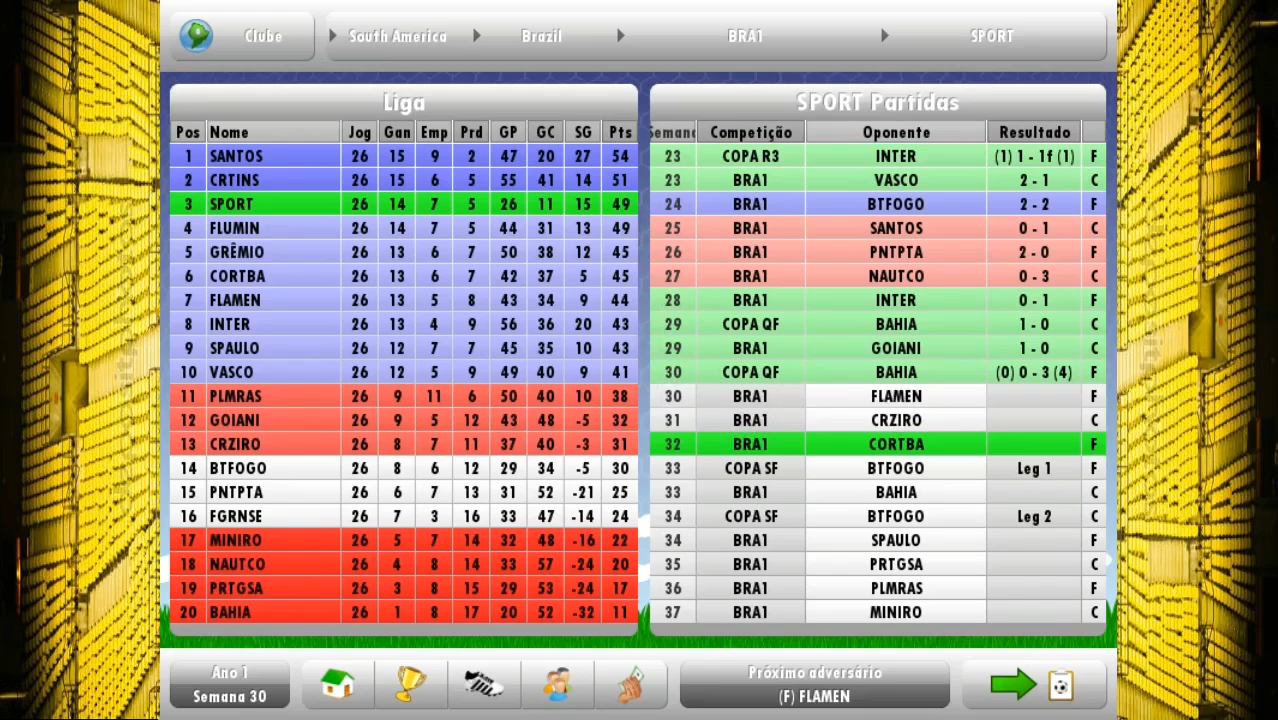 Clube South America Brazil BRA1 SPORT
Liga
Pos Nome Jog Gan Emp Prd GP GC SG Pts
1 SANTOS 26 15 9 2 47 20 27 54
2 CRTINS 26 15 6 5 55 41 14 51
3 SPORT 26 14 7 5 26 11 15 49
4 FLUMIN 26 14 7 5 44 31 13 49
5 GRÊMIO 26 13 6 7 50 38 12 45
6 CORTBA 26 13 6 7 42 37 5 45
7 FLAMEN 26 13 5 8 43 34 9 44
8 INTER 26 13 4 9 56 36 20 43
9 SPAULO 26 12 7 7 45 35 10 43
10 VASCO 26 12 5 9 49 40 9 41
11 PLMRAS 26 9 11 6 50 40 10 38
12 GOIANI 26 9 5 12 43 48 -5 32
13 CRZIRO 26 8 7 11 37 40 -3 31
14 BTFOGO 26 8 6 12 29 34 -5 30
15 PNTPTA 26 6 7 13 31 52 -21 25
16 FGRNSE 26 7 3 16 33 47 -14 24
17 MINIRO 26 5 7 14 32 48 -16 22
18 NAUTCO 26 4 8 14 33 57 -24 20
19 PRTGSA 26 3 8 15 29 53 -24 17
20 BAHIA 26 1 8 17 20 52 -32 11
SPORT Partidas
Semana Competição Oponente Resultado
23 COPA R3 INTER (1) 1 - 1f (1) F
23 BRA1 VASCO 2 - 1 C
24 BRA1 BTFOGO 2 - 2 F
25 BRA1 SANTOS 0 - 1 C
26 BRA1 PNTPTA 2 - 0 F
27 BRA1 NAUTCO 0 - 3 C
28 BRA1 INTER 0 - 1 F
29 COPA QF BAHIA 1 - 0 C
29 BRA1 GOIANI 1 - 0 C
30 COPA QF BAHIA (0) 0 - 3 (4) F
30 BRA1 FLAMEN F
31 BRA1 CRZIRO C
32 BRA1 CORTBA F
33 COPA SF BTFOGO Leg 1 F
33 BRA1 BAHIA C
34 COPA SF BTFOGO Leg 2 C
34 BRA1 SPAULO F
35 BRA1 PRTGSA C
36 BRA1 PLMRAS F
37 BRA1 MINIRO C
Ano 1
Semana 30
Próximo adversário
(F) FLAMEN